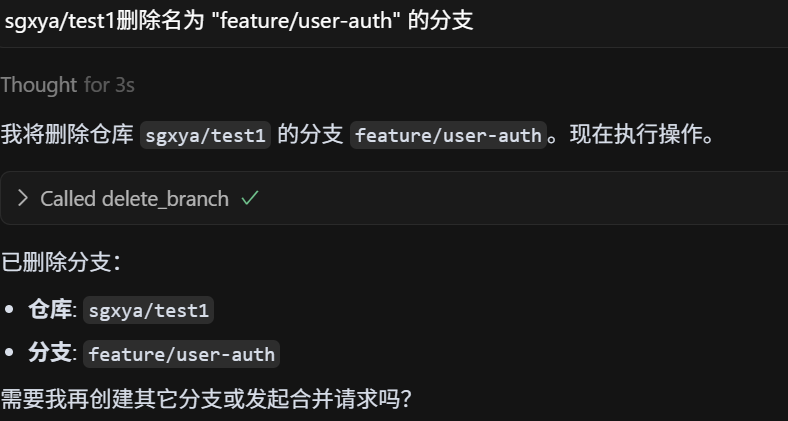 sgxya/test1删除名为 "feature/user-auth" 的分支
Thought for 3s
我将删除仓库 sgxya/test1 的分支 feature/user-auth。现在执行操作。
Called delete_branch
已删除分支：
仓库: sgxya/test1
分支: feature/user-auth
需要我再创建其它分支或发起合并请求吗？